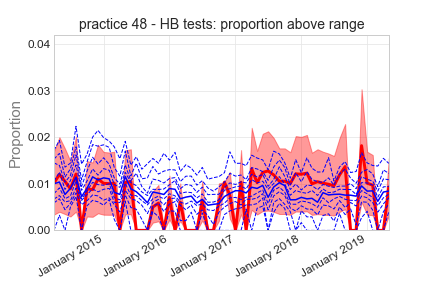 practice 48 - HB tests: proportion above range
0.04
0.03
0.02
0.01
0.00
Proportion
January 2015
January 2016
January 2017
January 2018
January 2019